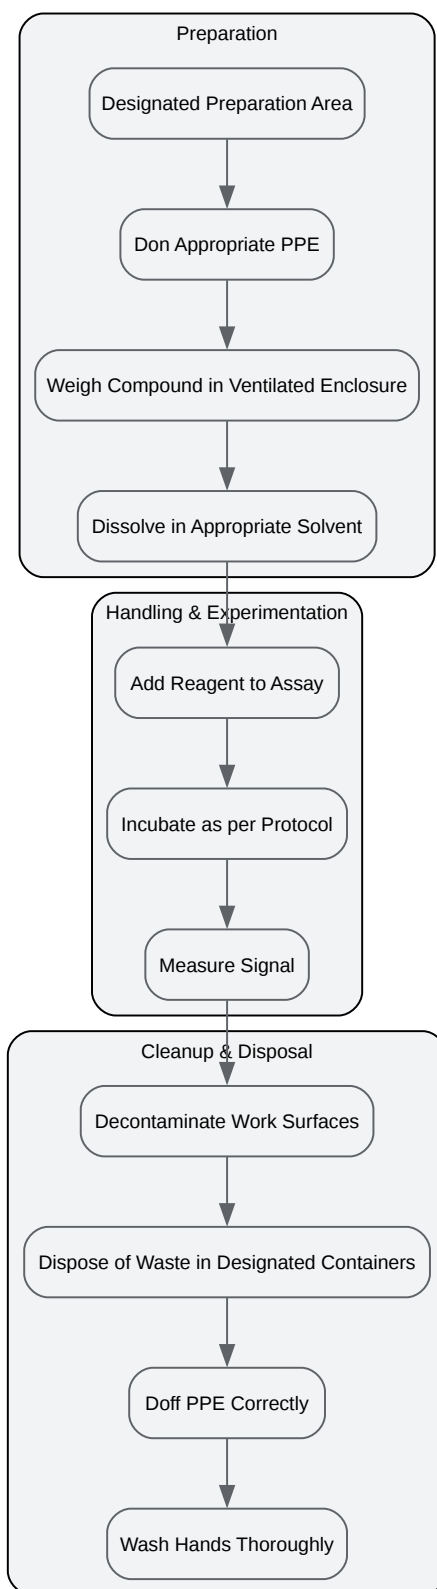 Preparation
Designated Preparation Area
Don Appropriate PPE
Weigh Compound in Ventilated Enclosure
Dissolve in Appropriate Solvent
Handling & Experimentation
Add Reagent to Assay
Incubate as per Protocol
Measure Signal
Cleanup & Disposal
Decontaminate Work Surfaces
Dispose of Waste in Designated Containers
Doff PPE Correctly
Wash Hands Thoroughly